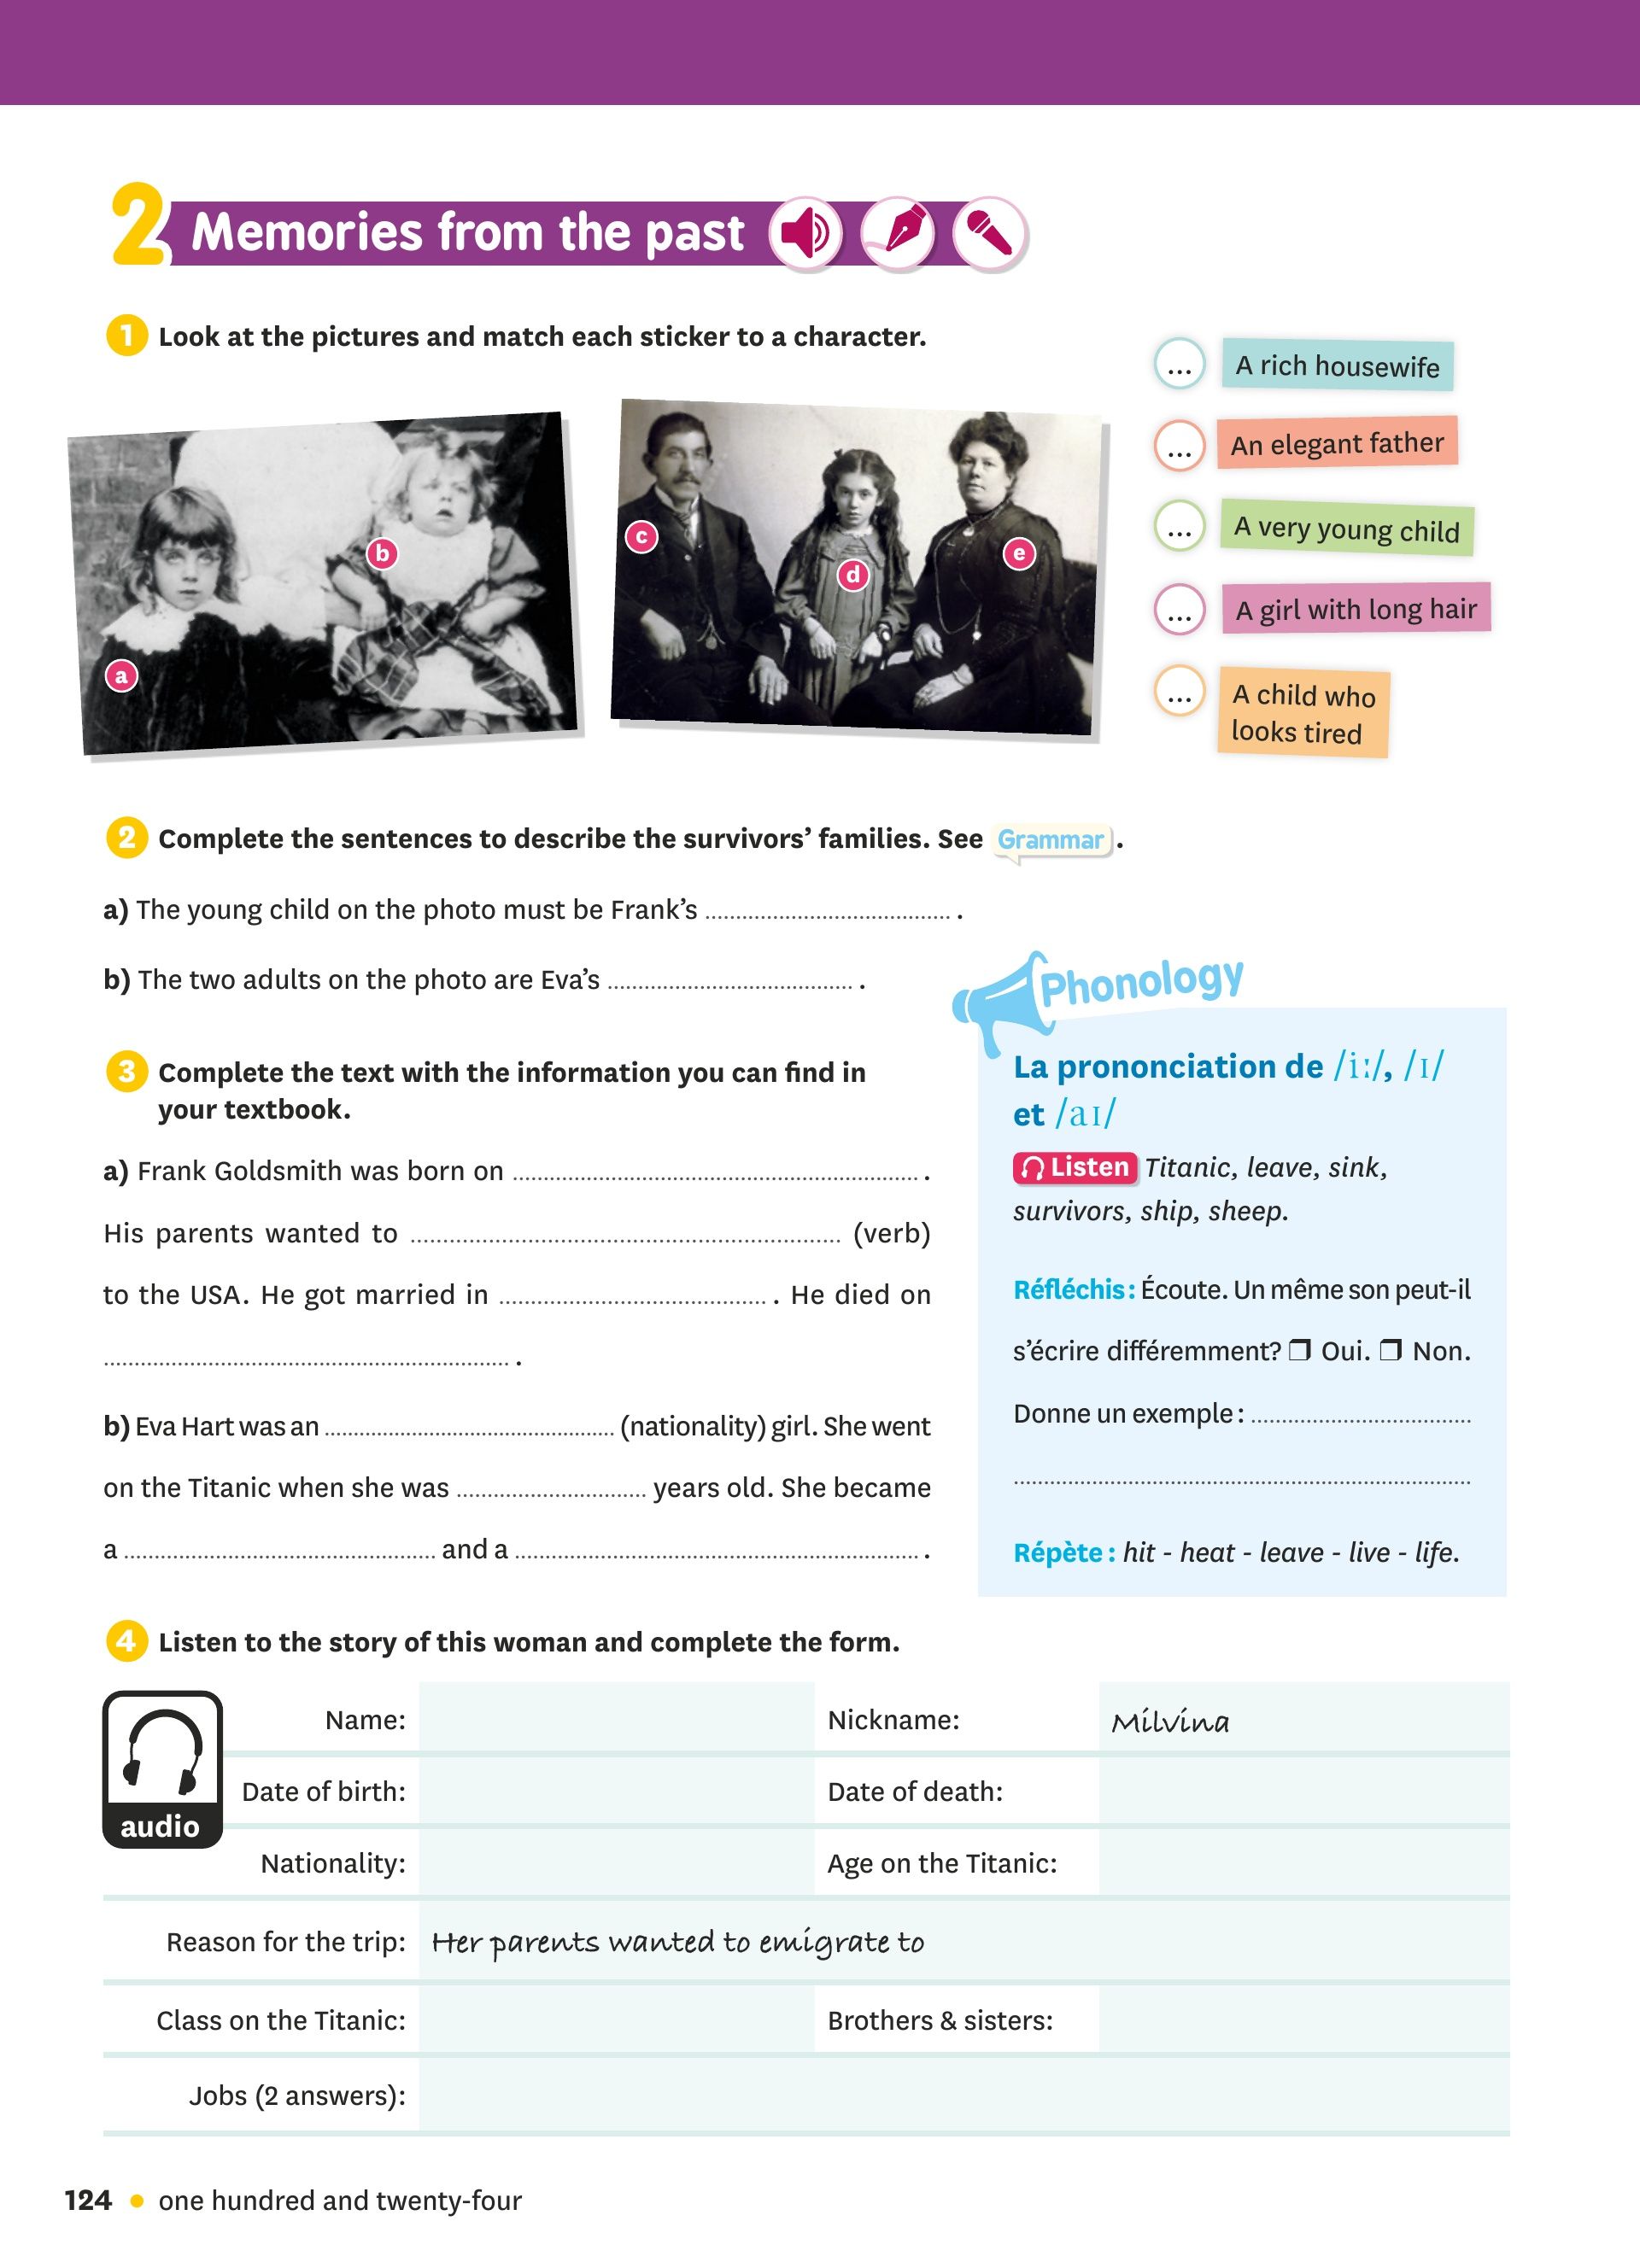 2 Memories from the past
1 Look at the pictures and match each sticker to a character.
a
b
c
d
e
... A rich housewife
... An elegant father
... A very young child
... A girl with long hair
... A child who
looks tired
2 Complete the sentences to describe the survivors’ families. See Grammar.
a) The young child on the photo must be Frank’s .................................... .
b) The two adults on the photo are Eva’s .................................... .
3 Complete the text with the information you can find in
your textbook.
a) Frank Goldsmith was born on .................................... .
His parents wanted to .................................... (verb)
to the USA. He got married in .................................... . He died on
.................................... .
b) Eva Hart was an .................................... (nationality) girl. She went
on the Titanic when she was .................................... years old. She became
a .................................... and a .................................... .
Phonology
La prononciation de /iː/, /ɪ/
et /aɪ/
Listen Titanic, leave, sink,
survivors, ship, sheep.
Réfléchis : Écoute. Un même son peut-il
s’écrire différemment? ❒ Oui. ❒ Non.
Donne un exemple : ....................................
....................................
Répète : hit - heat - leave - live - life.
4 Listen to the story of this woman and complete the form.
audio
Name: Nickname: Milvina
Date of birth: Date of death:
Nationality: Age on the Titanic:
Reason for the trip: Her parents wanted to emigrate to
Class on the Titanic: Brothers & sisters:
Jobs (2 answers):
124 • one hundred and twenty-four